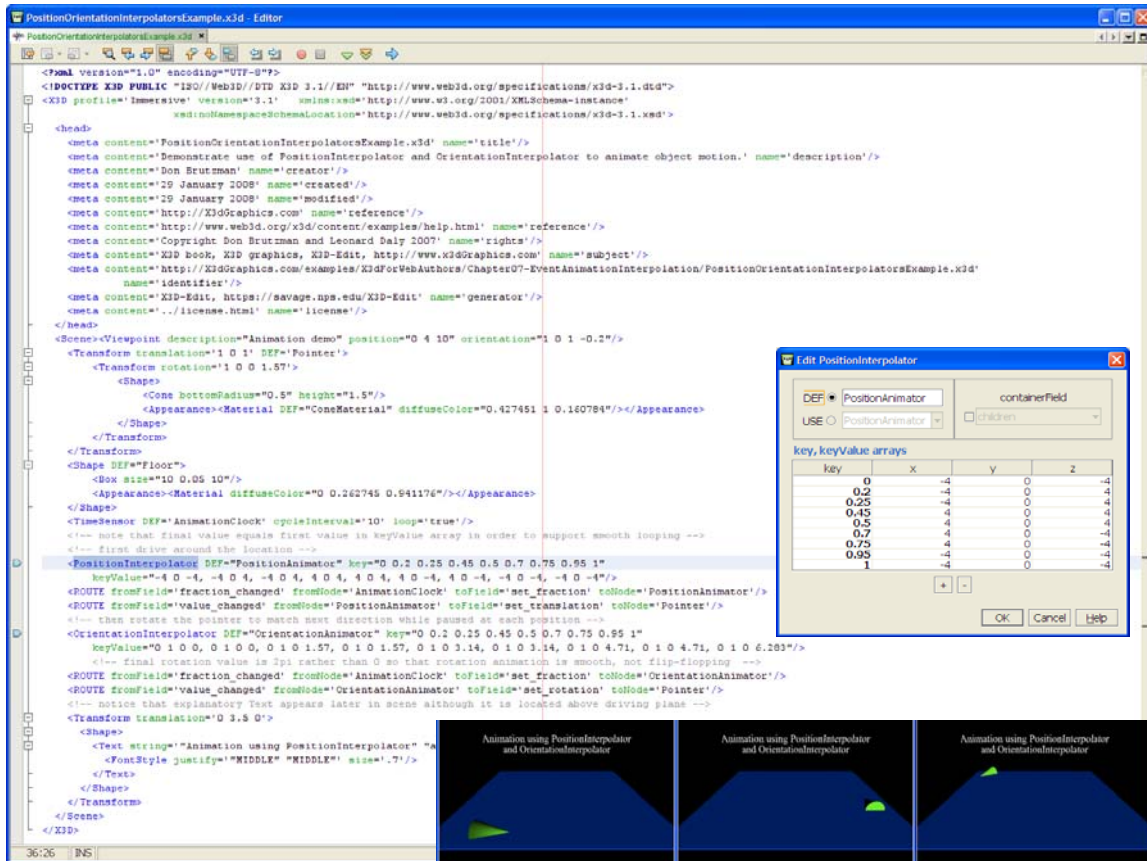 PositionOrientationInterpolatorsExample.x3d - Editor
PositionOrientationInterpolatorsExample.x3d
<?xml version="1.0" encoding="UTF-8"?>
<!DOCTYPE X3D PUBLIC "ISO//Web3D//DTD X3D 3.1//EN" "http://www.web3d.org/specifications/x3d-3.1.dtd">
<X3D profile='Immersive' version='3.1' xmlns:xsd='http://www.w3.org/2001/XMLSchema-instance'
xsd:noNamespaceSchemaLocation='http://www.web3d.org/specifications/x3d-3.1.xsd'>
<head>
<meta content='PositionOrientationInterpolatorsExample.x3d' name='title'/>
<meta content='Demonstrate use of PositionInterpolator and OrientationInterpolator to animate object motion.' name='description'/>
<meta content='Don Brutzman' name='creator'/>
<meta content='29 January 2008' name='created'/>
<meta content='29 January 2008' name='modified'/>
<meta content='http://X3dGraphics.com' name='reference'/>
<meta content='http://www.web3d.org/x3d/content/examples/help.html' name='reference'/>
<meta content='Copyright Don Brutzman and Leonard Daly 2007' name='rights'/>
<meta content='X3D book, X3D graphics, X3D-Edit, http://www.x3dGraphics.com' name='subject'/>
<meta content='http://X3dGraphics.com/examples/X3dForWebAuthors/Chapter07-EventAnimationInterpolation/PositionOrientationInterpolatorsExample.x3d'
name='identifier'/>
<meta content='X3D-Edit, https://savage.nps.edu/X3D-Edit' name='generator'/>
<meta content='../license.html' name='license'/>
</head>
<Scene><Viewpoint description="Animation demo" position="0 4 10" orientation="1 0 1 -0.2"/>
<Transform translation='1 0 1' DEF='Pointer'>
<Transform rotation='1 0 0 1.57'>
<Shape>
<Cone bottomRadius="0.5" height="1.5"/>
<Appearance><Material DEF="ConeMaterial" diffuseColor="0.427451 1 0.160784"/></Appearance>
</Shape>
</Transform>
</Transform>
<Shape DEF="Floor">
<Box size="10 0.05 10"/>
<Appearance><Material diffuseColor="0 0.262745 0.941176"/></Appearance>
</Shape>
<TimeSensor DEF='AnimationClock' cycleInterval='10' loop='true'/>
<!-- note that final value equals first value in keyValue array in order to support smooth looping -->
<!-- first drive around the location -->
<PositionInterpolator DEF="PositionAnimator" key="0 0.2 0.25 0.45 0.5 0.7 0.75 0.95 1"
keyValue="-4 0 -4, -4 0 4, -4 0 4, 4 0 4, 4 0 4, 4 0 -4, 4 0 -4, -4 0 -4, -4 0 -4"/>
<ROUTE fromField='fraction_changed' fromNode='AnimationClock' toField='set_fraction' toNode='PositionAnimator'/>
<ROUTE fromField='value_changed' fromNode='PositionAnimator' toField='set_translation' toNode='Pointer'/>
<!-- then rotate the pointer to match next direction while paused at each position -->
<OrientationInterpolator DEF="OrientationAnimator" key="0 0.2 0.25 0.45 0.5 0.7 0.75 0.95 1"
keyValue="0 1 0 0, 0 1 0 0, 0 1 0 1.57, 0 1 0 1.57, 0 1 0 3.14, 0 1 0 3.14, 0 1 0 4.71, 0 1 0 4.71, 0 1 0 6.283"/>
<!-- final rotation value is 2pi rather than 0 so that rotation animation is smooth, not flip-flopping -->
<ROUTE fromField='fraction_changed' fromNode='AnimationClock' toField='set_fraction' toNode='OrientationAnimator'/>
<ROUTE fromField='value_changed' fromNode='OrientationAnimator' toField='set_rotation' toNode='Pointer'/>
<!-- notice that explanatory Text appears later in scene although it is located above driving plane -->
<Transform translation='0 3.5 0'>
<Shape>
<Text string='"Animation using PositionInterpolator" "a
<FontStyle justify='"MIDDLE" "MIDDLE"' size='.7'/>
</Text>
</Shape>
</Transform>
</Scene>
</X3D>
36:26 INS
Edit PositionInterpolator
DEF PositionAnimator
USE PositionAnimator
containerField
children
key, keyValue arrays
key x y z
0 -4 0 -4
0.2 -4 0 4
0.25 -4 0 4
0.45 4 0 4
0.5 4 0 4
0.7 4 0 -4
0.75 4 0 -4
0.95 -4 0 -4
1 -4 0 -4
+ -
OK Cancel Help
Animation using PositionInterpolator
and OrientationInterpolator
Animation using PositionInterpolator
and OrientationInterpolator
Animation using PositionInterpolator
and OrientationInterpolator